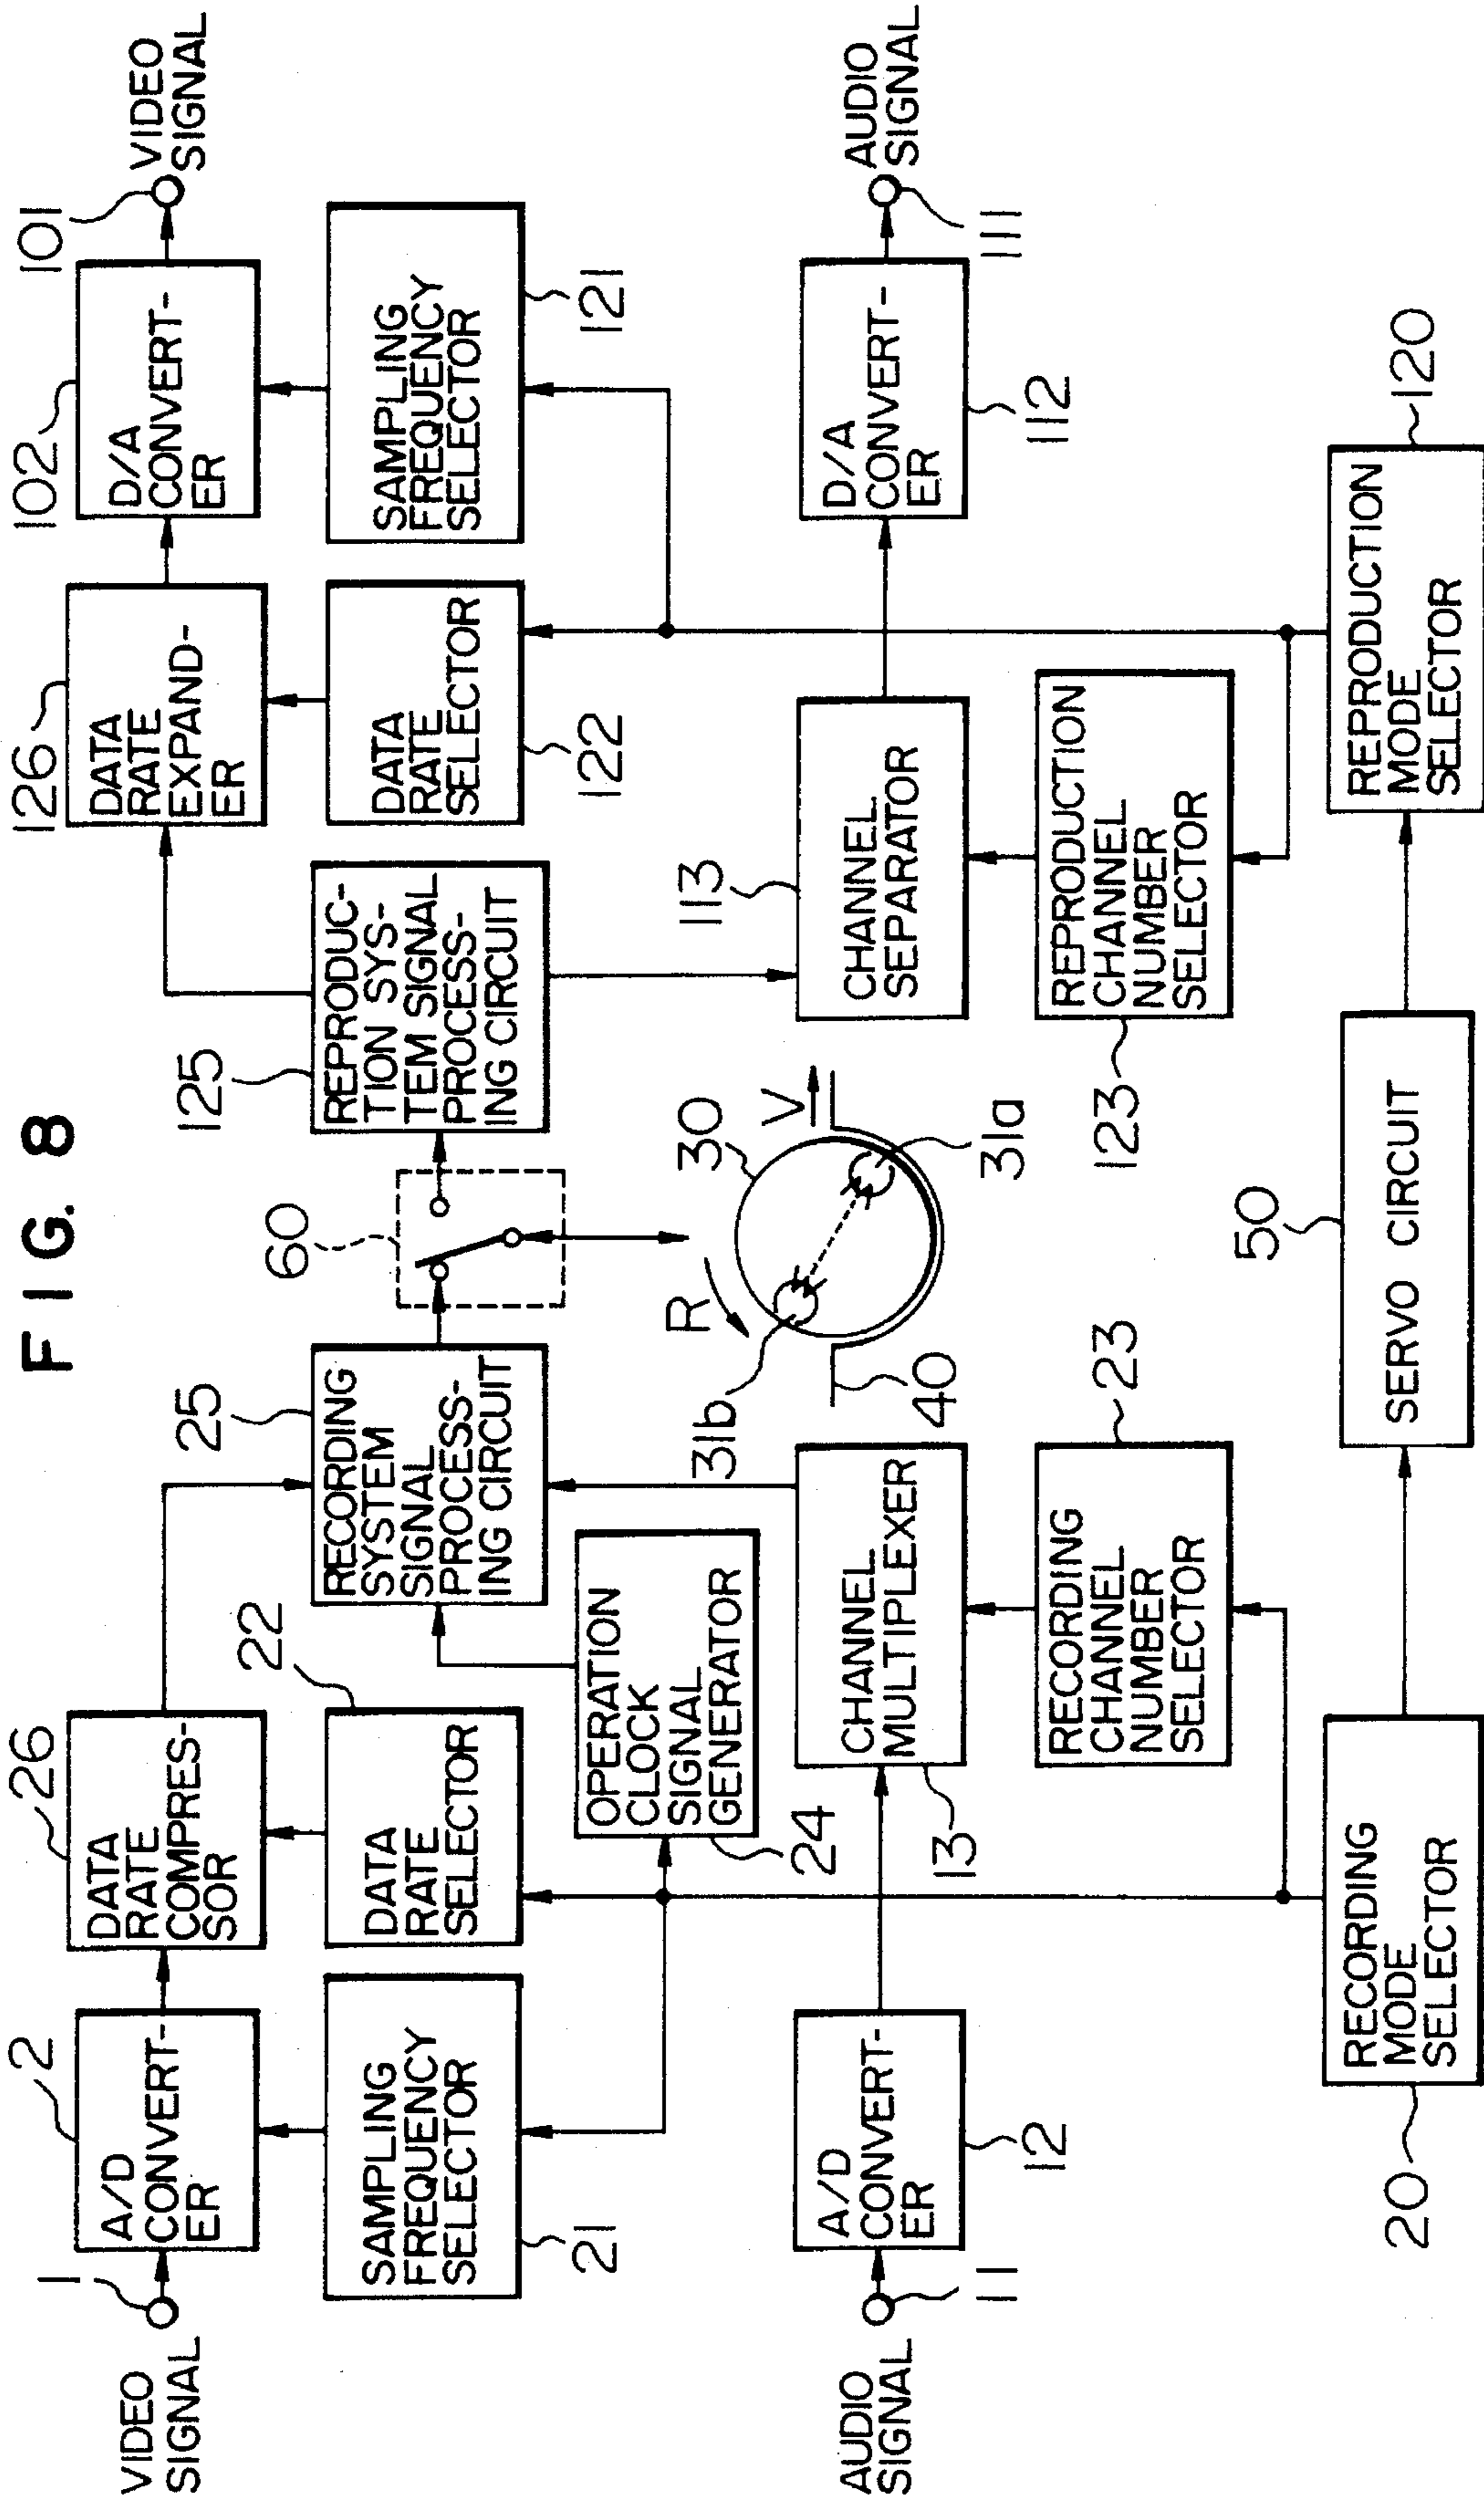 FIG. 8
VIDEO
SIGNAL
1
2
A/D
CONVERT-
ER
26
DATA
RATE
COMPRES-
SOR
126
DATA
RATE
EXPAND-
ER
102
D/A
CONVERT-
ER
101
VIDEO
SIGNAL
21
SAMPLING
FREQUENCY
SELECTOR
22
DATA
RATE
SELECTOR
25
RECORDING
SYSTEM
SIGNAL
PROCESS-
ING CIRCUIT
60
125
REPRODUC-
TION SYS-
TEM SIGNAL
PROCESS-
ING CIRCUIT
122
DATA
RATE
SELECTOR
121
SAMPLING
FREQUENCY
SELECTOR
24
OPERATION
CLOCK
SIGNAL
GENERATOR
R
30
V
31b
31a
40
AUDIO
SIGNAL
11
12
A/D
CONVERT-
ER
13
CHANNEL
MULTIPLEXER
113
CHANNEL
SEPARATOR
112
D/A
CONVERT-
ER
111
AUDIO
SIGNAL
23
RECORDING
CHANNEL
NUMBER
SELECTOR
123
REPRODUCTION
CHANNEL
NUMBER
SELECTOR
20
RECORDING
MODE
SELECTOR
50
SERVO CIRCUIT
120
REPRODUCTION
MODE
SELECTOR